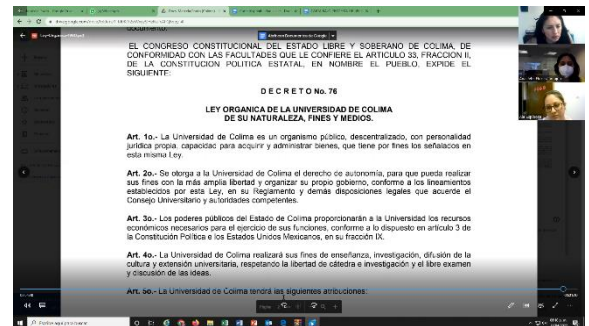 documento.
EL CONGRESO CONSTITUCIONAL DEL ESTADO LIBRE Y SOBERANO DE COLIMA, DE
CONFORMIDAD CON LAS FACULTADES QUE LE CONFIERE EL ARTICULO 33, FRACCION II,
DE LA CONSTITUCION POLITICA ESTATAL, EN NOMBRE EL PUEBLO, EXPIDE EL
SIGUIENTE:
DECRETO No. 76
LEY ORGANICA DE LA UNIVERSIDAD DE COLIMA
DE SU NATURALEZA, FINES Y MEDIOS.
Art. 1o.- La Universidad de Colima es un organismo público, descentralizado, con personalidad
jurídica propia, capacidad para adquirir y administrar bienes, que tiene por fines los señalados en
esta misma Ley.
Art. 2o.- Se otorga a la Universidad de Colima el derecho de autonomía, para que pueda realizar
sus fines con la más amplia libertad y organizar su propio gobierno, conforme a los lineamientos
establecidos por esta Ley, en su Reglamento y demás disposiciones legales que acuerde el
Consejo Universitario y autoridades competentes.
Art. 3o.- Los poderes públicos del Estado de Colima proporcionarán a la Universidad los recursos
económicos necesarios para el ejercicio de sus funciones, conforme a lo dispuesto en artículo 3 de
la Constitución Política e los Estados Unidos Mexicanos, en su fracción IX.
Art. 4o.- La Universidad de Colima realizará sus fines de enseñanza, investigación, difusión de la
cultura y extensión universitaria, respetando la libertad de cátedra e investigación y el libre examen
y discusión de las ideas.
Art. 5o.- La Universidad de Colima tendrá las siguientes atribuciones: